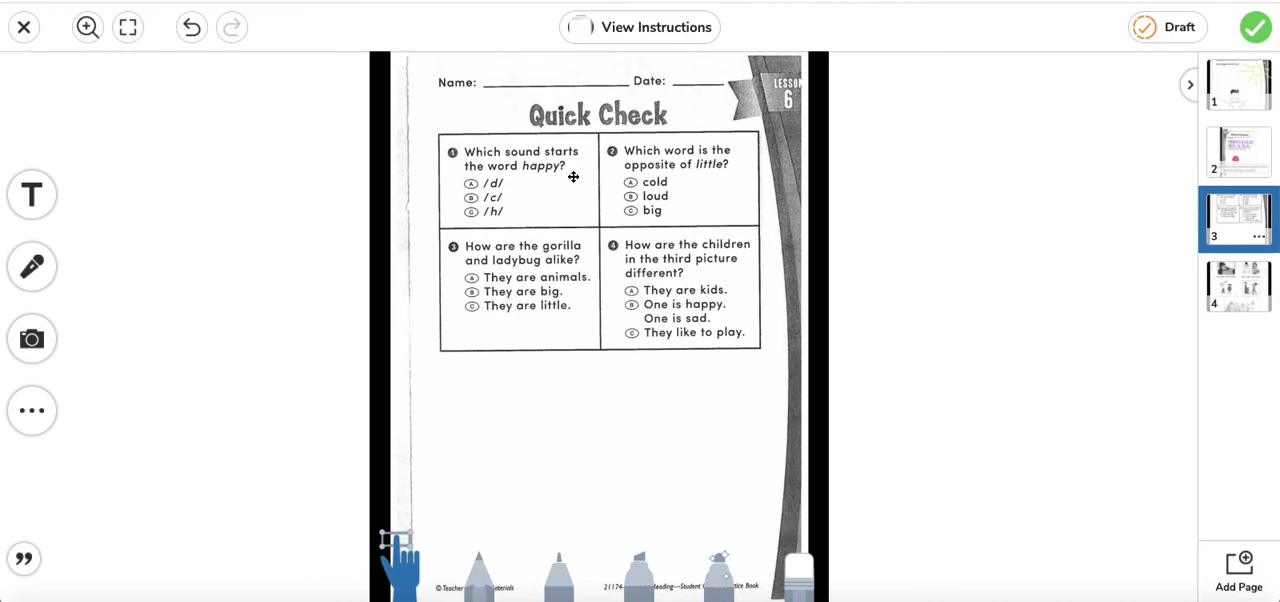 View Instructions
Draft
Name: Date:
LESSON
6
Quick Check
1 Which sound starts
the word happy?
A /d/
B /c/
C /h/
2 Which word is the
opposite of little?
A cold
B loud
C big
3 How are the gorilla
and ladybug alike?
A They are animals.
B They are big.
C They are little.
4 How are the children
in the third picture
different?
A They are kids.
B One is happy.
One is sad.
C They like to play.
© Teacher
21174
Book
T
1
2
3
4
Add Page